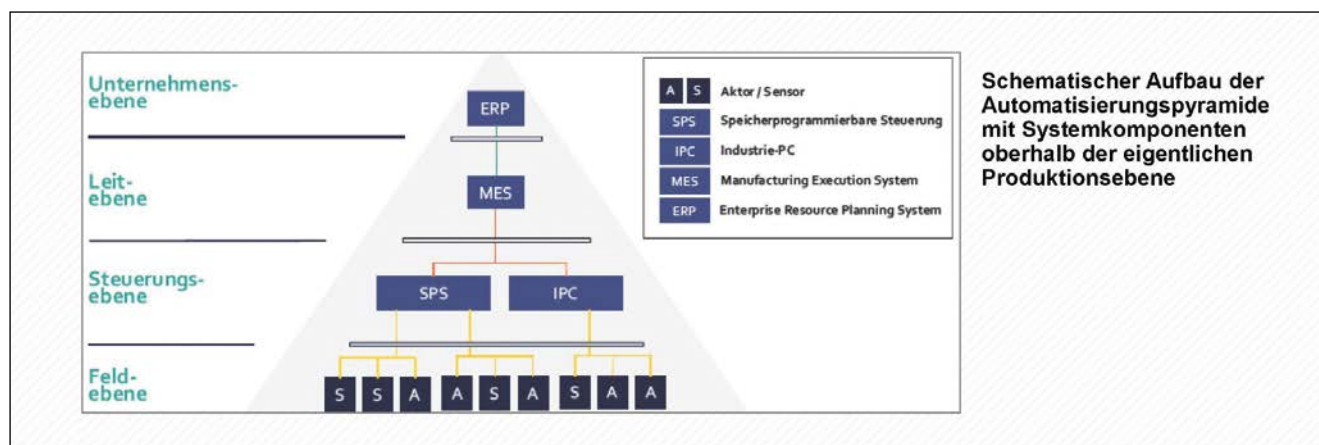 Unternehmens-
ebene
ERP
Leit-
ebene
MES
Steuerungs-
ebene
SPS IPC
Feld-
ebene
S S A A S A S A A
A S Aktor / Sensor
SPS Speicherprogrammierbare Steuerung
IPC Industrie-PC
MES Manufacturing Execution System
ERP Enterprise Resource Planning System
Schematischer Aufbau der
Automatisierungspyramide
mit Systemkomponenten
oberhalb der eigentlichen
Produktionsebene